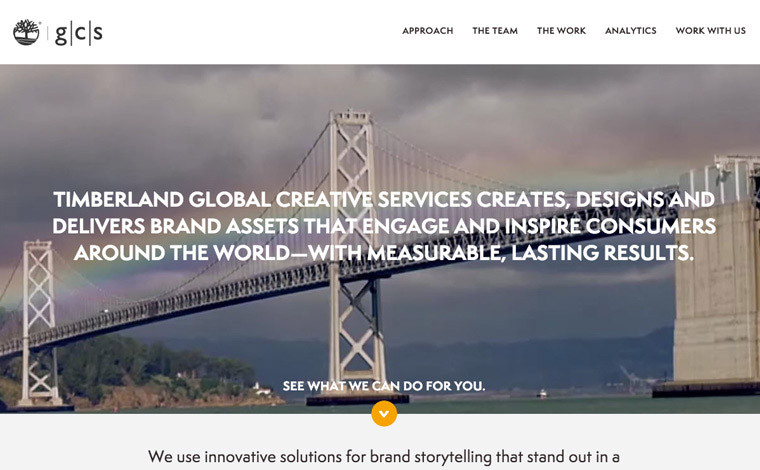 g|c|s
APPROACH THE TEAM THE WORK ANALYTICS WORK WITH US
TIMBERLAND GLOBAL CREATIVE SERVICES CREATES, DESIGNS AND
DELIVERS BRAND ASSETS THAT ENGAGE AND INSPIRE CONSUMERS
AROUND THE WORLD—WITH MEASURABLE, LASTING RESULTS.
SEE WHAT WE CAN DO FOR YOU.
We use innovative solutions for brand storytelling that stand out in a